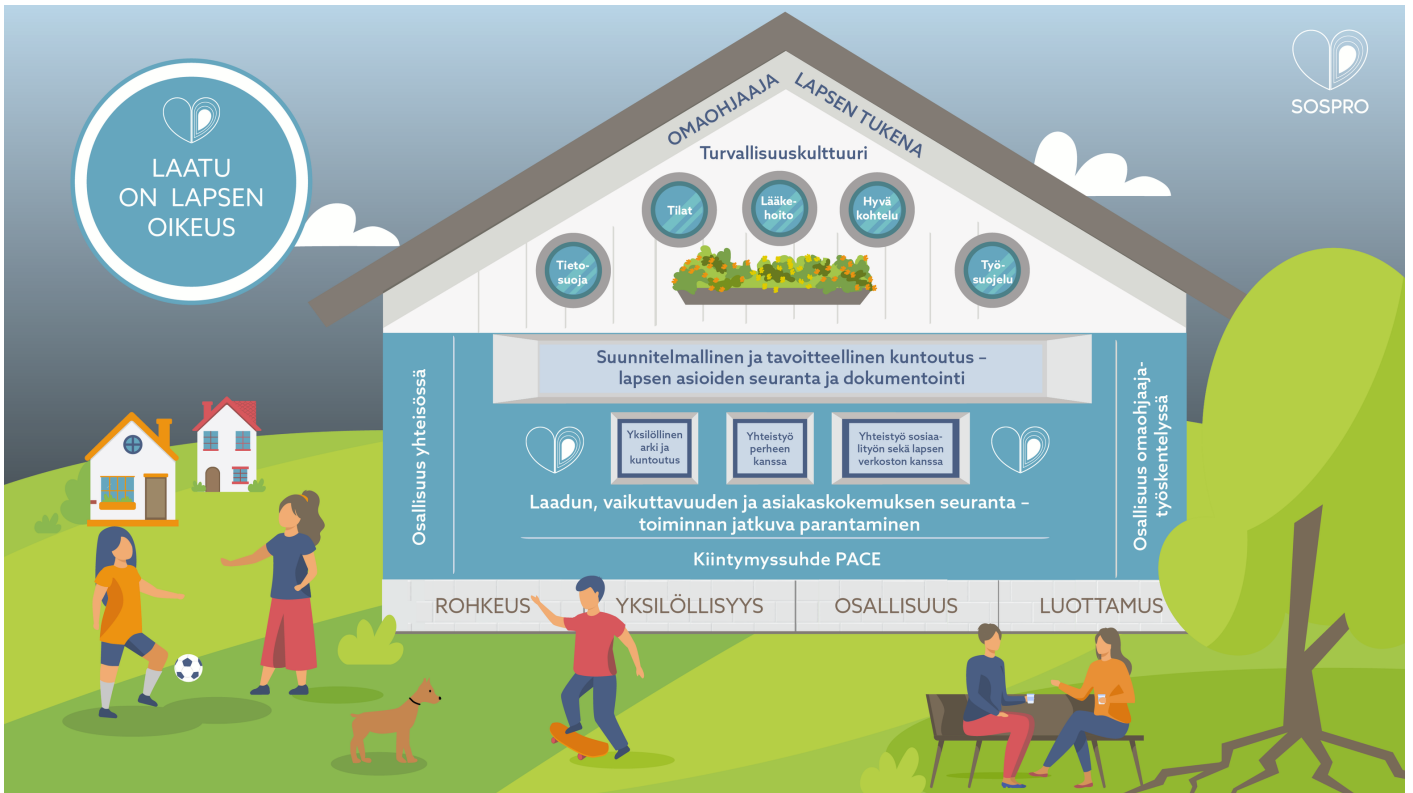 LAATU
ON LAPSEN
OIKEUS
SOSPRO
OMAOHJAAJA
LAPSEN TUKENA
Turvallisuuskulttuuri
Tieto-
suoja
Tilat
Lääke-
hoito
Hyvä
kohtelu
Työ-
suojelu
Suunnitelmallinen ja tavoitteellinen kuntoutus –
lapsen asioiden seuranta ja dokumentointi
Osallisuus yhteisössä
Yksilöllinen
arki ja
kuntoutus
Yhteistyö
perheen
kanssa
Yhteistyö sosiaa-
lityön sekä lapsen
verkoston kanssa
Osallisuus omaohjaaja-
työskentelyssä
Laadun, vaikuttavuuden ja asiakaskokemuksen seuranta –
toiminnan jatkuva parantaminen
Kiintymyssuhde PACE
ROHKEUS
YKSILÖLLISYYS
OSALLISUUS
LUOTTAMUS